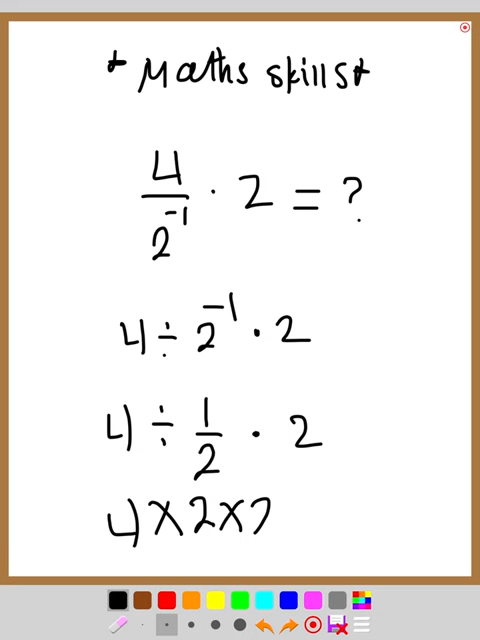 * Maths skills *
4/2⁻¹ · 2 = ?
4 ÷ 2⁻¹ · 2
4 ÷ 1/2 · 2
4 × 2 × 2